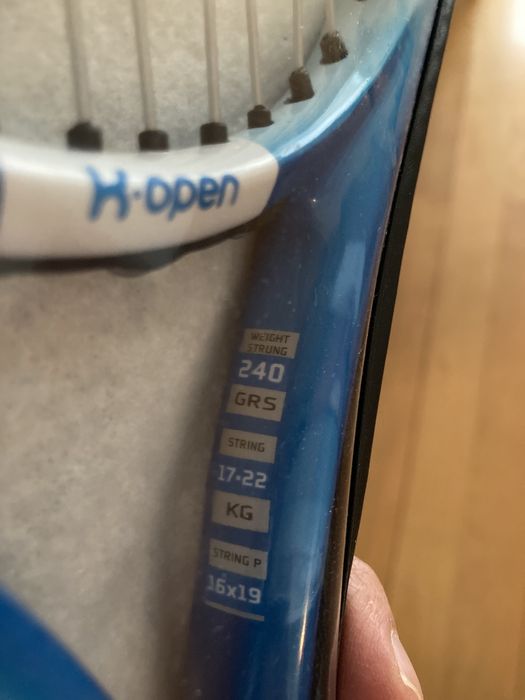 X-open
WEIGHT
STRUNG
240
GRS
STRING
17-22
KG
STRING P
16x19